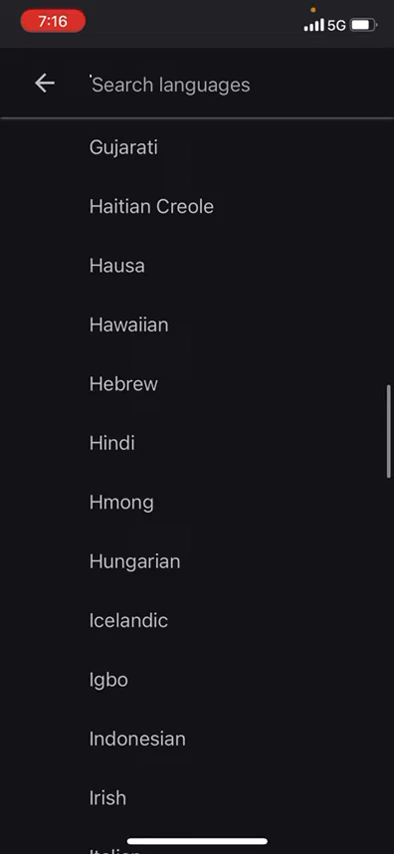 7:16
5G
Search languages
Gujarati
Haitian Creole
Hausa
Hawaiian
Hebrew
Hindi
Hmong
Hungarian
Icelandic
Igbo
Indonesian
Irish